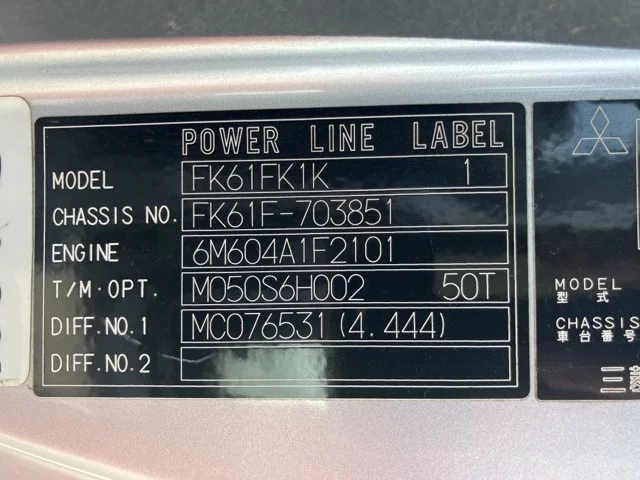 POWER LINE LABEL
MODEL FK61FK1K 1
CHASSIS NO. FK61F-703851
ENGINE 6M604A1F2101
T/M·OPT. M050S6H002 50T
DIFF.NO.1 MC076531(4.444)
DIFF.NO.2
MODEL
型式
CHASSIS
車台番号
三